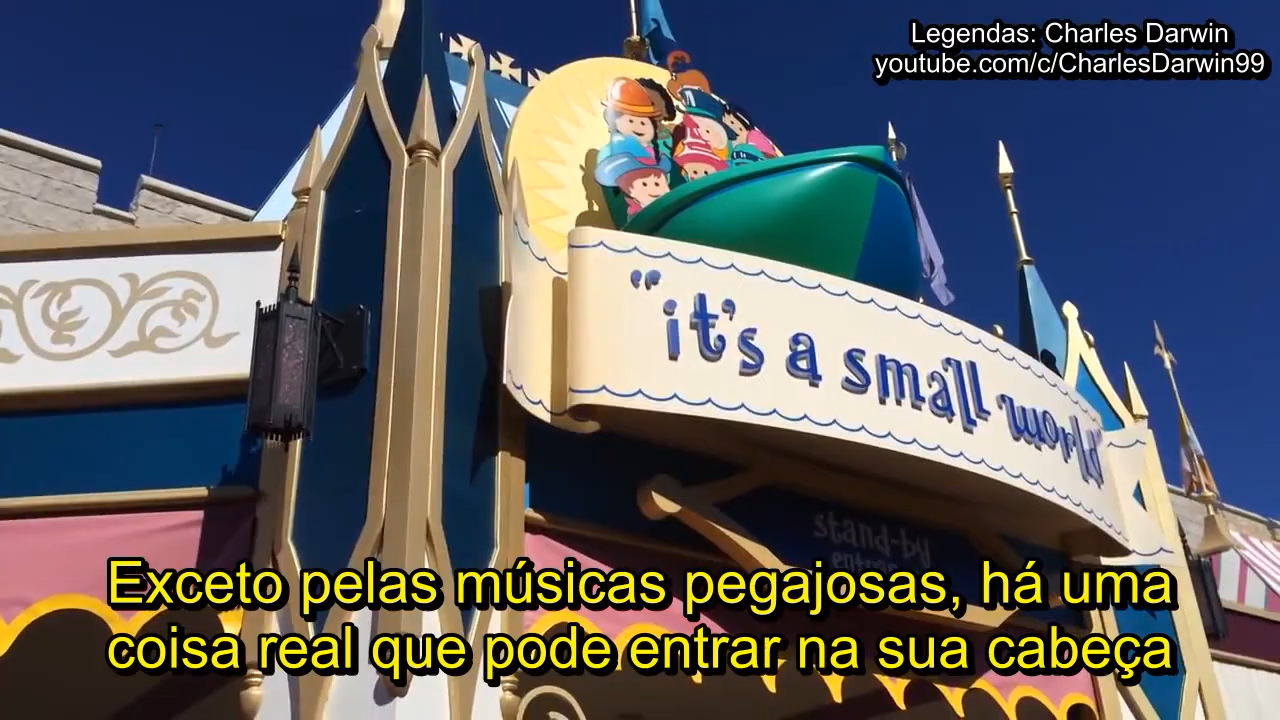 Legendas: Charles Darwin
youtube.com/c/CharlesDarwin99
"it's a small world"
stand-by
Exceto pelas músicas pegajosas, há uma
coisa real que pode entrar na sua cabeça